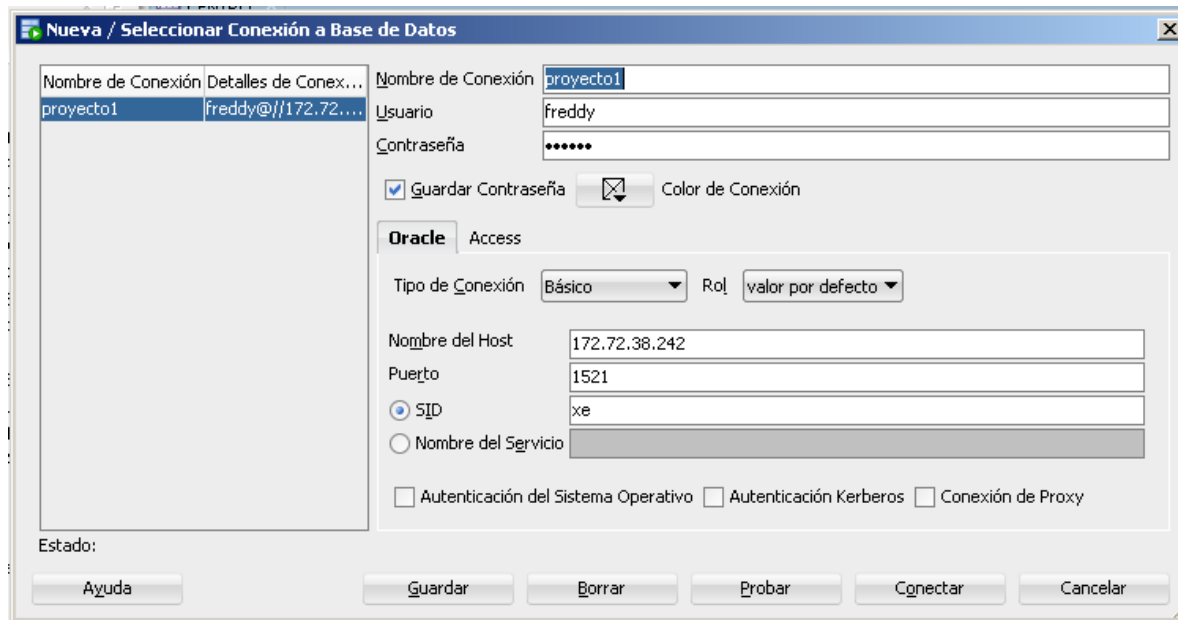 Nueva / Seleccionar Conexión a Base de Datos
Nombre de Conexión Detalles de Conex...
proyecto1 freddy@//172.72....
Nombre de Conexión proyecto1
Usuario freddy
Contraseña ••••••
Guardar Contraseña Color de Conexión
Oracle Access
Tipo de Conexión Básico Rol valor por defecto
Nombre del Host 172.72.38.242
Puerto 1521
SID xe
Nombre del Servicio
Autenticación del Sistema Operativo Autenticación Kerberos Conexión de Proxy
Estado:
Ayuda Guardar Borrar Probar Conectar Cancelar